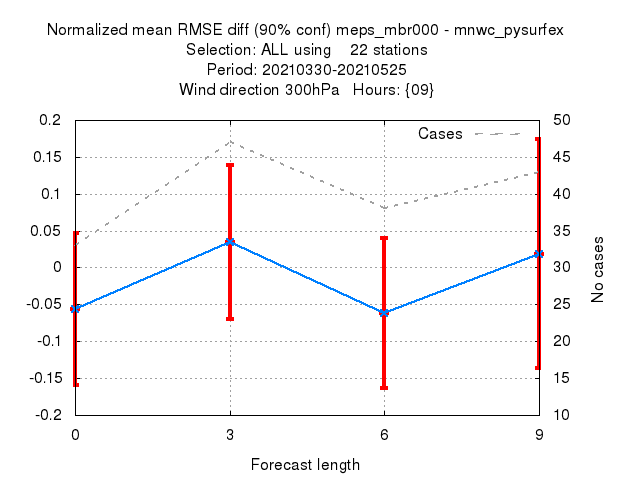 Normalized mean RMSE diff (90% conf) meps_mbr000 - mnwc_pysurfex
Selection: ALL using 22 stations
Period: 20210330-20210525
Wind direction 300hPa Hours: {09}
Cases
0.2
0.15
0.1
0.05
0
-0.05
-0.1
-0.15
-0.2
50
45
40
35
30
25
20
15
10
No cases
0 3 6 9
Forecast length